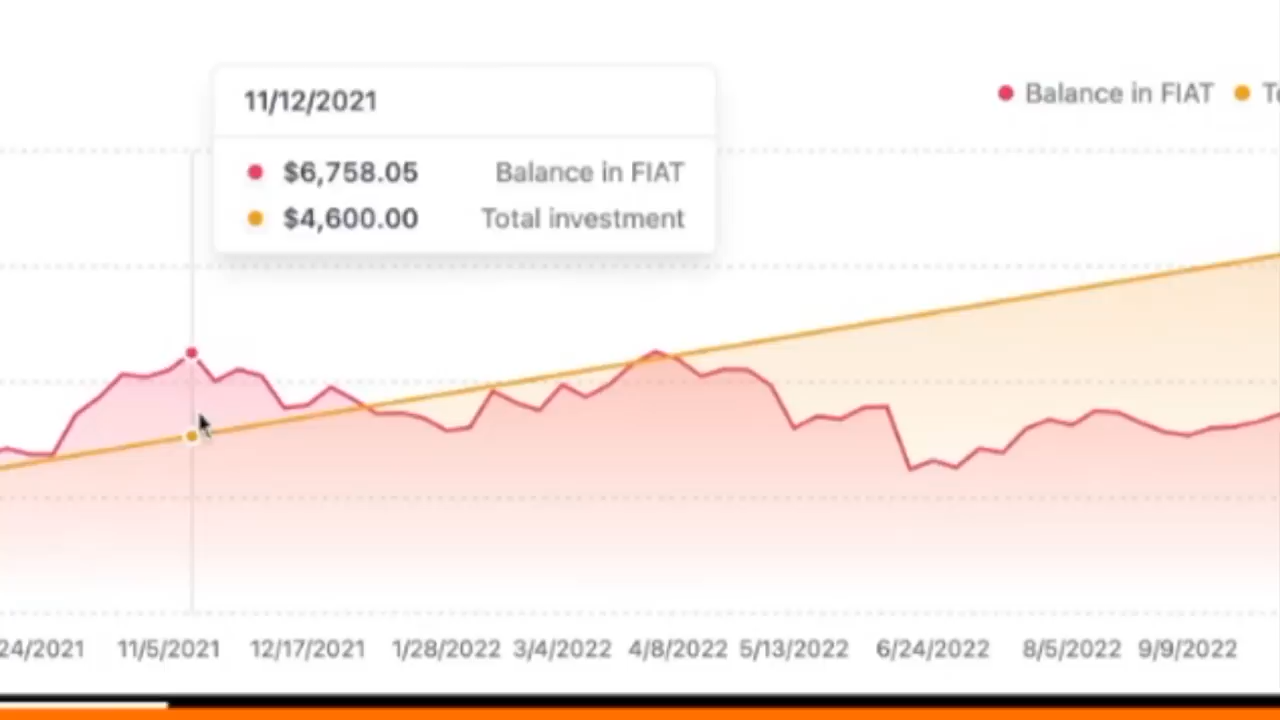 11/12/2021
Balance in FIAT
$6,758.05 Balance in FIAT
$4,600.00 Total investment
24/2021 11/5/2021 12/17/2021 1/28/2022 3/4/2022 4/8/2022 5/13/2022 6/24/2022 8/5/2022 9/9/2022